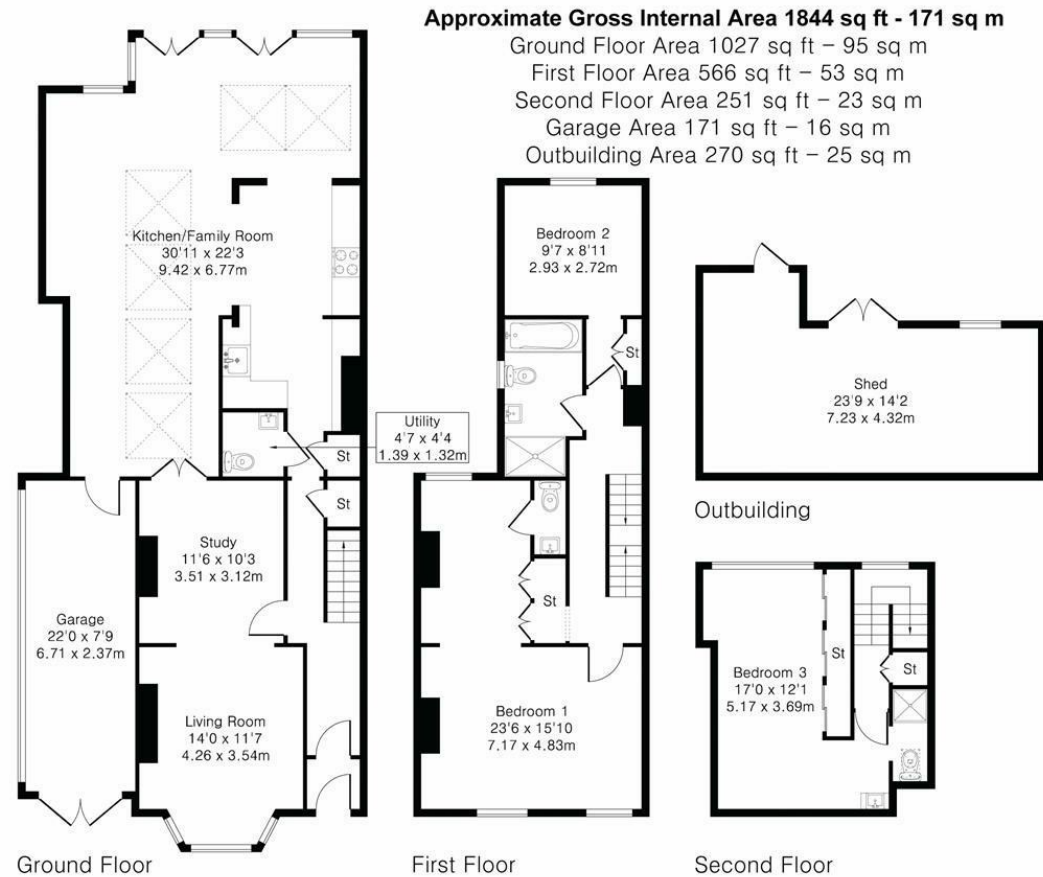 Approximate Gross Internal Area 1844 sq ft - 171 sq m
Ground Floor Area 1027 sq ft – 95 sq m
First Floor Area 566 sq ft – 53 sq m
Second Floor Area 251 sq ft – 23 sq m
Garage Area 171 sq ft – 16 sq m
Outbuilding Area 270 sq ft – 25 sq m
Kitchen/Family Room
30'11 x 22'3
9.42 x 6.77m
Utility
4'7 x 4'4
1.39 x 1.32m
St
St
Study
11'6 x 10'3
3.51 x 3.12m
Garage
22'0 x 7'9
6.71 x 2.37m
Living Room
14'0 x 11'7
4.26 x 3.54m
Ground Floor
Bedroom 2
9'7 x 8'11
2.93 x 2.72m
St
St
Bedroom 1
23'6 x 15'10
7.17 x 4.83m
First Floor
Shed
23'9 x 14'2
7.23 x 4.32m
Outbuilding
Bedroom 3
17'0 x 12'1
5.17 x 3.69m
St
St
Second Floor